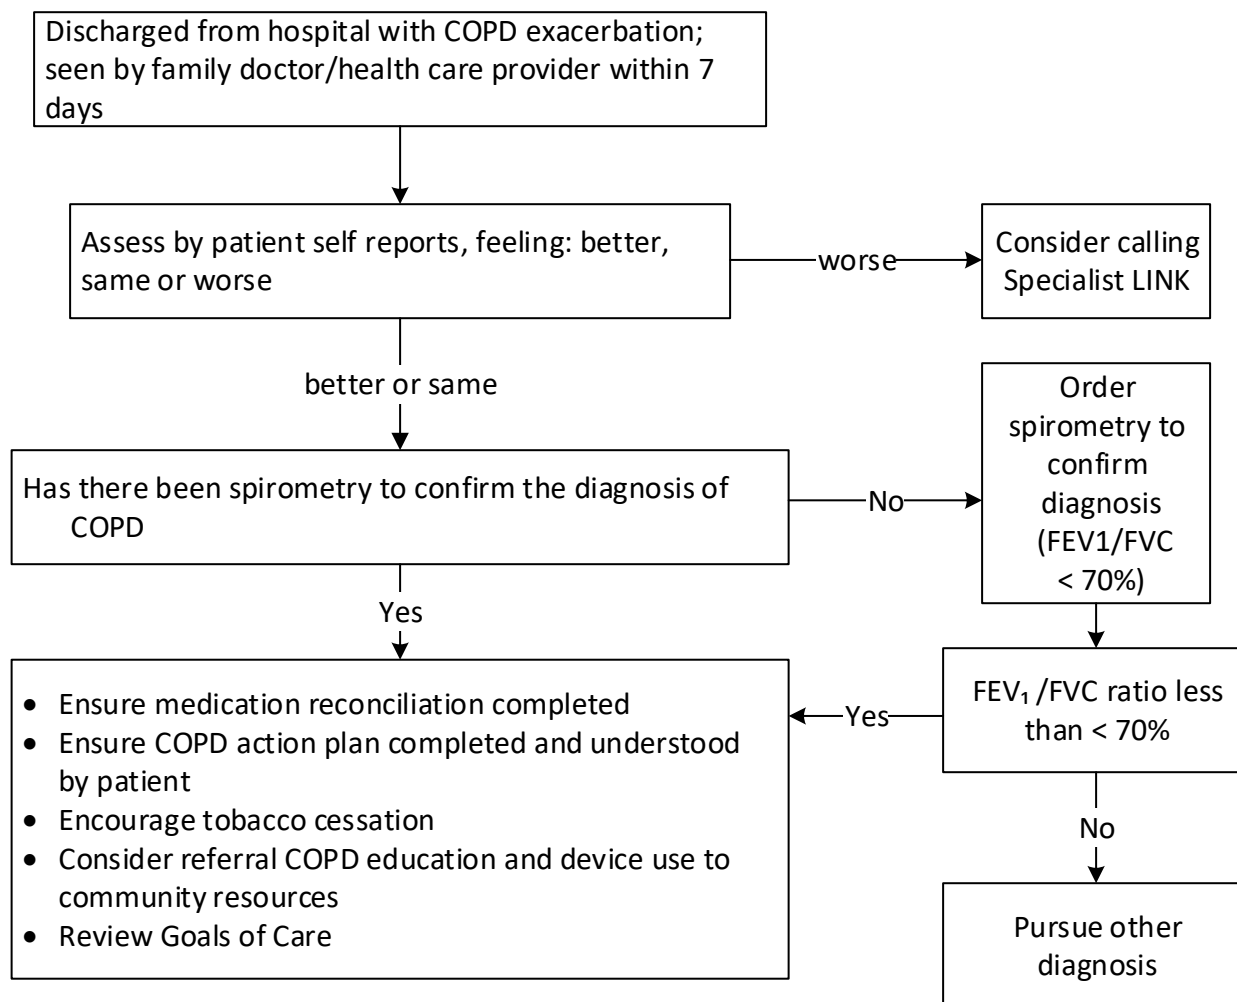 Discharged from hospital with COPD exacerbation;
seen by family doctor/health care provider within 7
days
Assess by patient self reports, feeling: better,
same or worse
worse
Consider calling
Specialist LINK
better or same
Has there been spirometry to confirm the diagnosis of
COPD
No
Order
spirometry to
confirm
diagnosis
(FEV1/FVC
< 70%)
Yes
• Ensure medication reconciliation completed
• Ensure COPD action plan completed and understood
by patient
• Encourage tobacco cessation
• Consider referral COPD education and device use to
community resources
• Review Goals of Care
Yes
FEV₁ /FVC ratio less
than < 70%
No
Pursue other
diagnosis